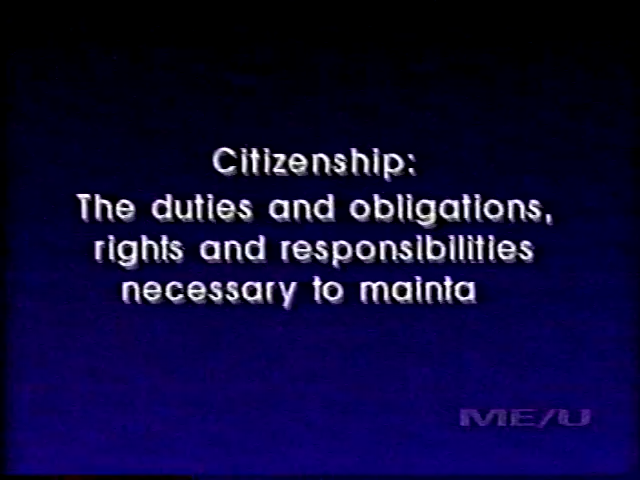 Citizenship:
The duties and obligations,
rights and responsibilities
necessary to mainta
ME/U